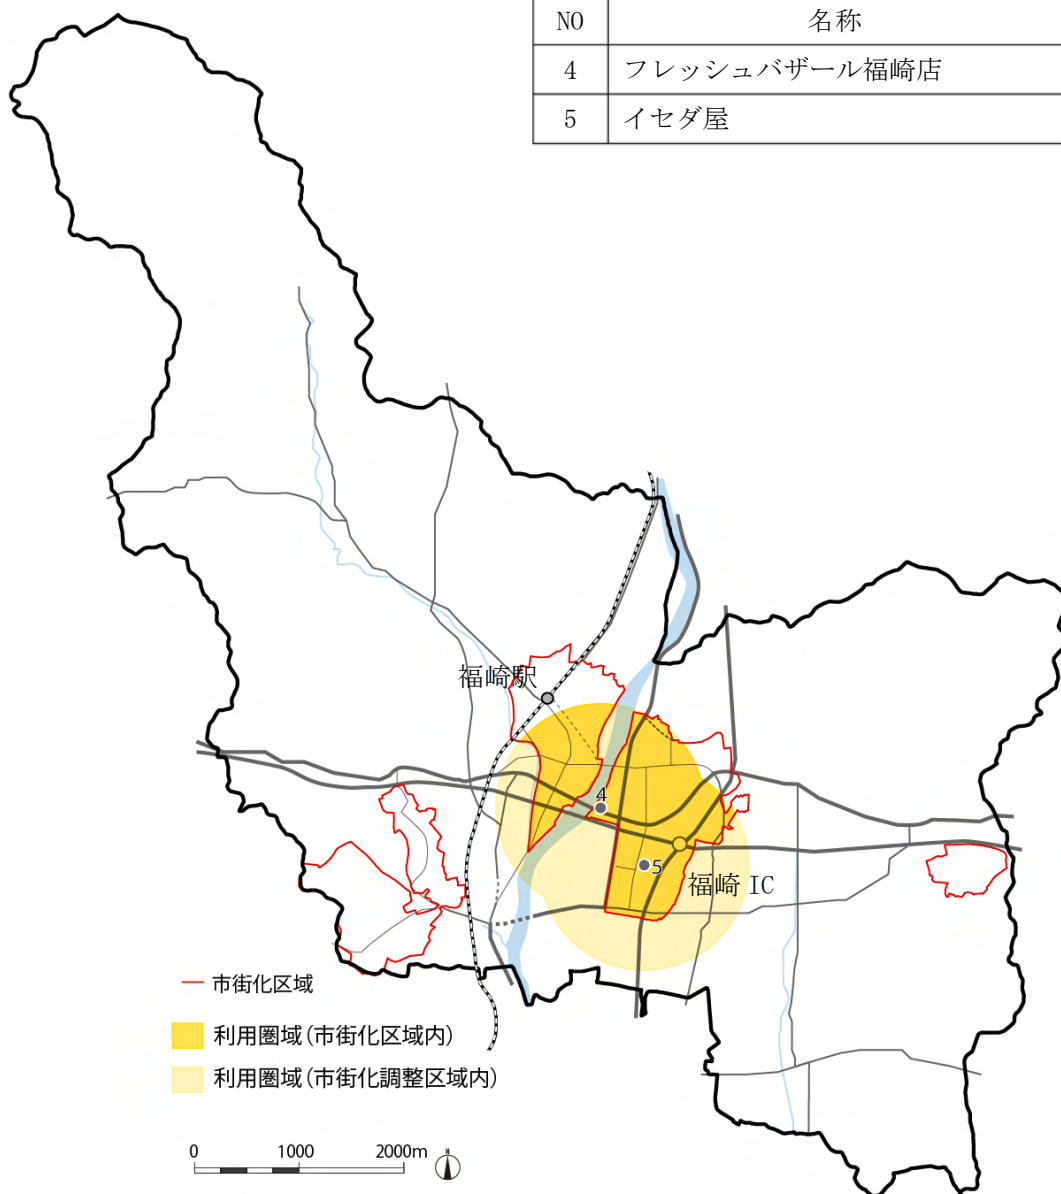 NO 名称
4 フレッシュバザール福崎店
5 イセダ屋
福崎駅
4
5
福崎 IC
市街化区域
利用圏域(市街化区域内)
利用圏域(市街化調整区域内)
0 1000 2000m
N